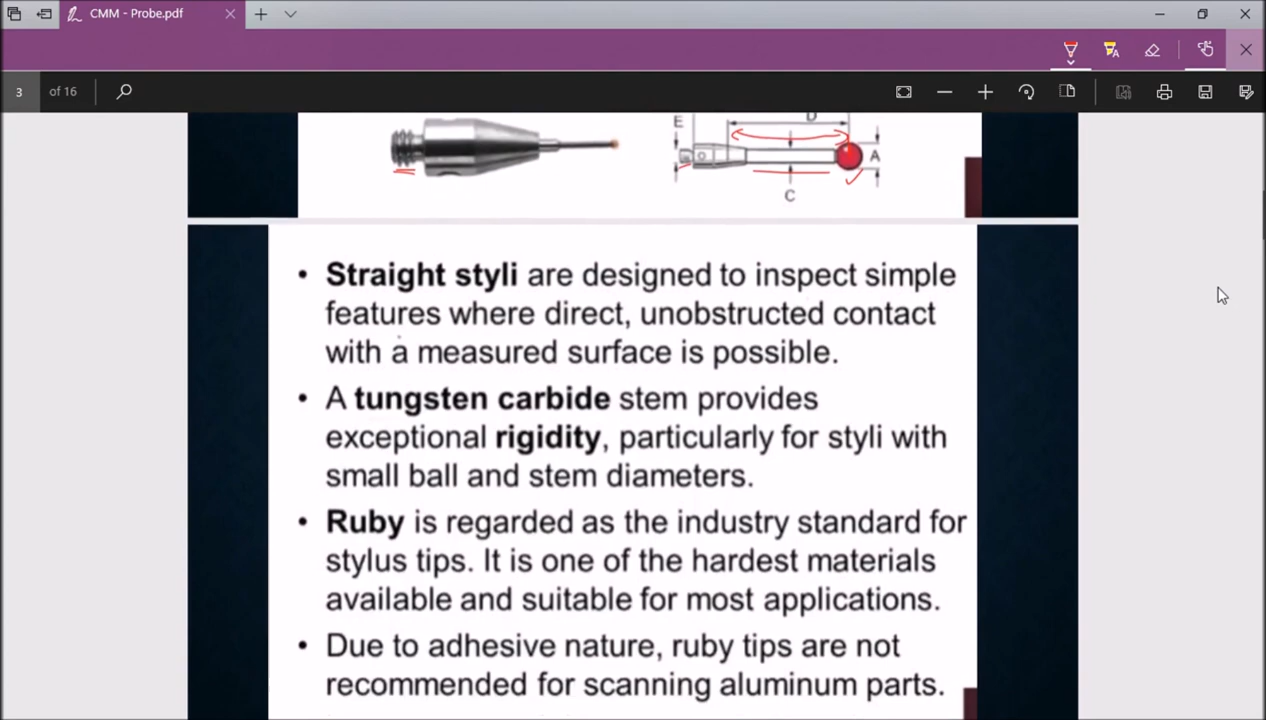 CMM - Probe.pdf
3 of 16
E
D
A
C
• Straight styli are designed to inspect simple
features where direct, unobstructed contact
with a measured surface is possible.
• A tungsten carbide stem provides
exceptional rigidity, particularly for styli with
small ball and stem diameters.
• Ruby is regarded as the industry standard for
stylus tips. It is one of the hardest materials
available and suitable for most applications.
• Due to adhesive nature, ruby tips are not
recommended for scanning aluminum parts.